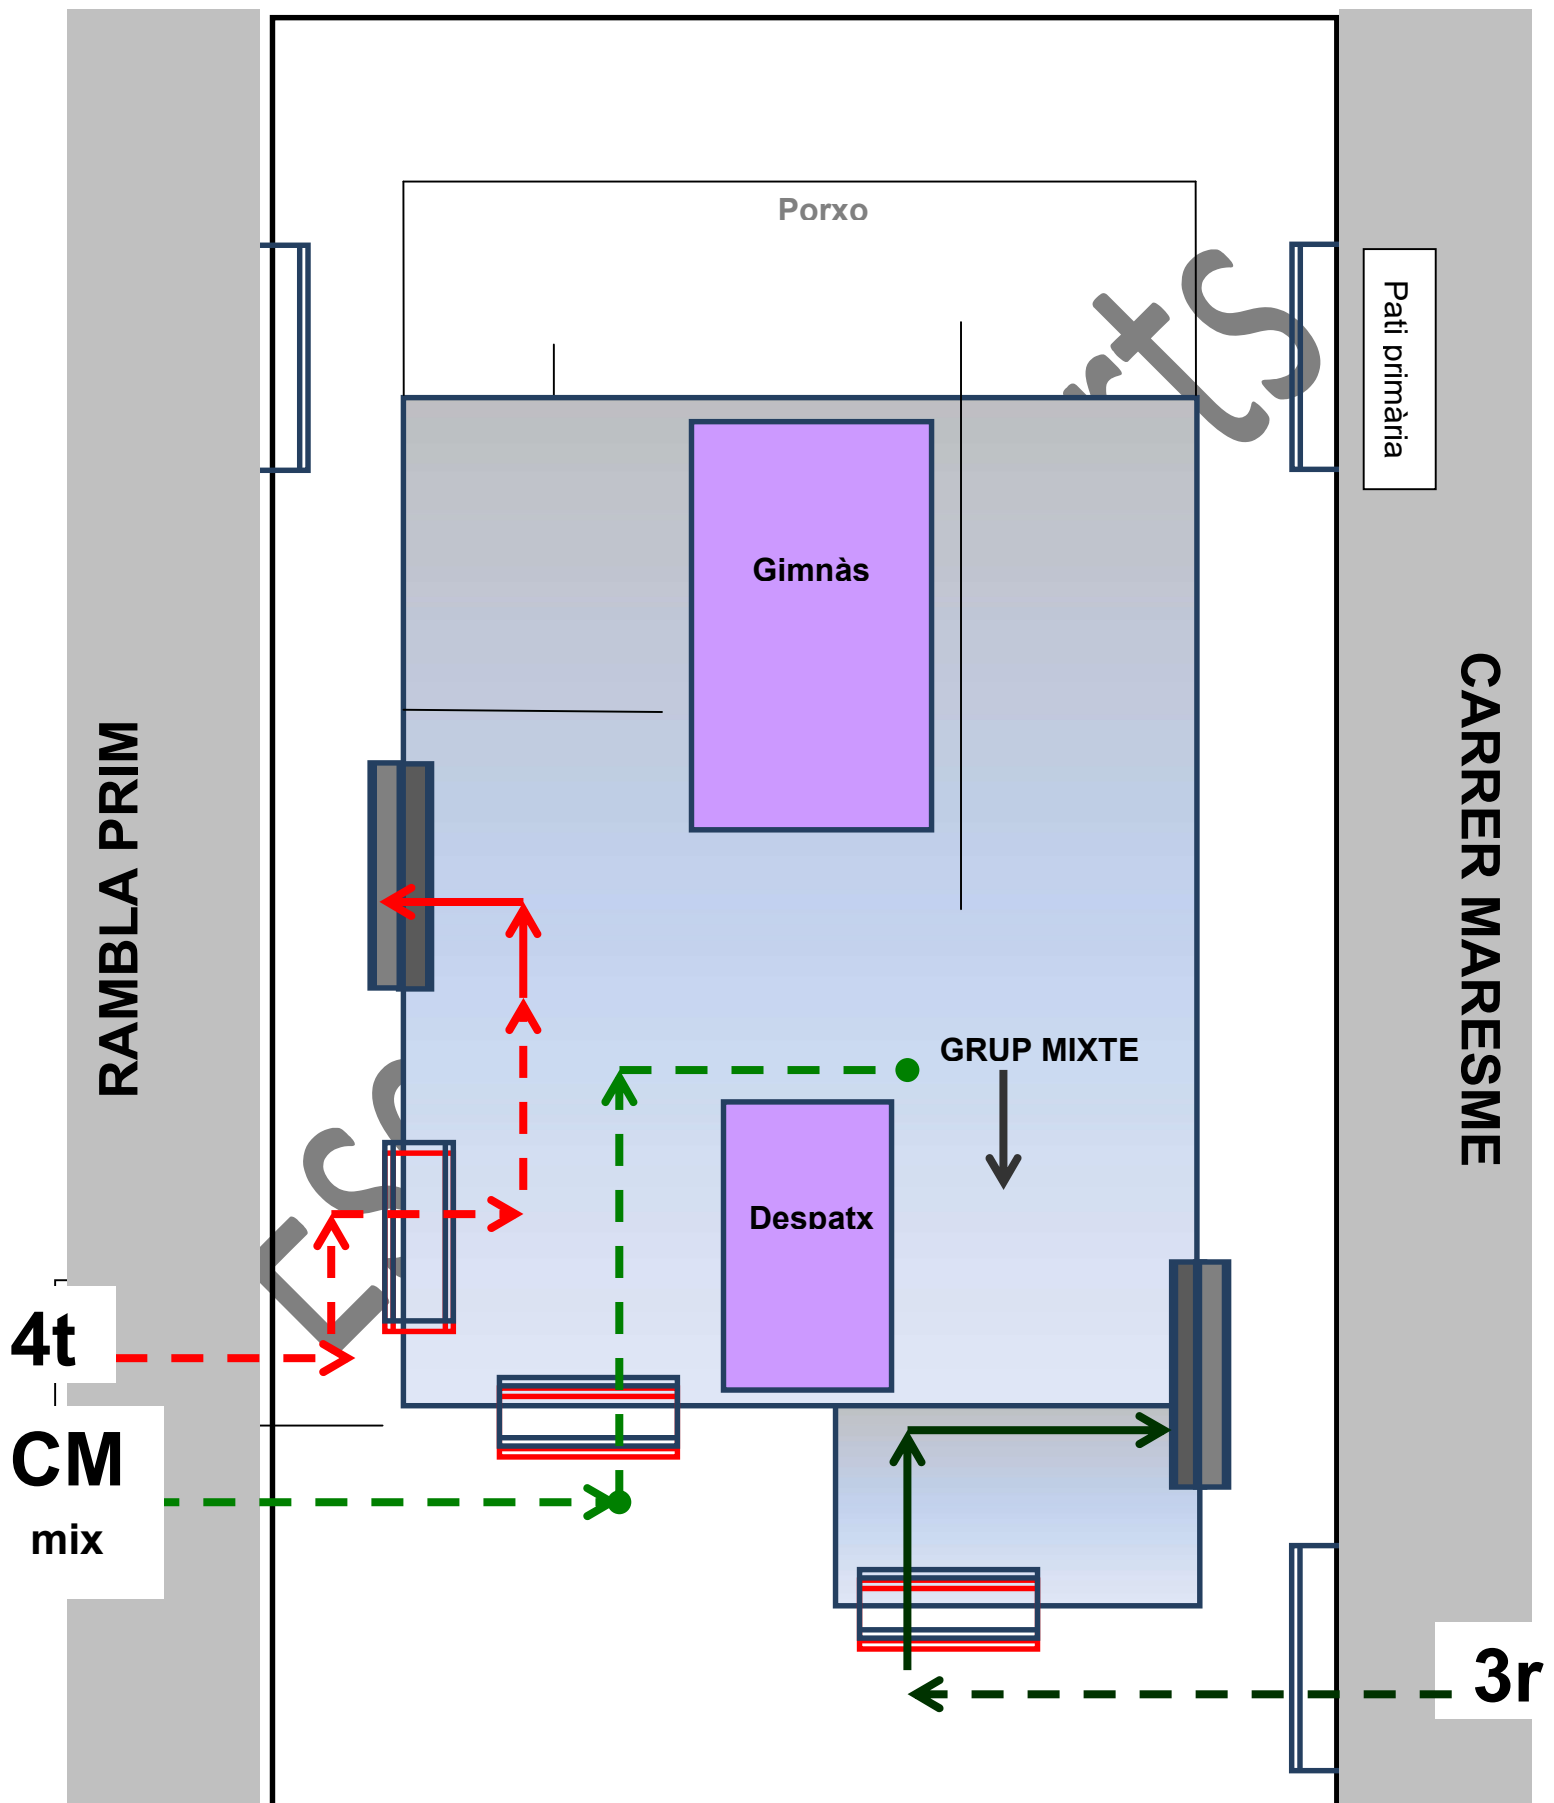 Porxo
Pati primària
Gimnàs
RAMBLA PRIM
CARRER MARESME
GRUP MIXTE
Despatx
4t
CM
mix
3r